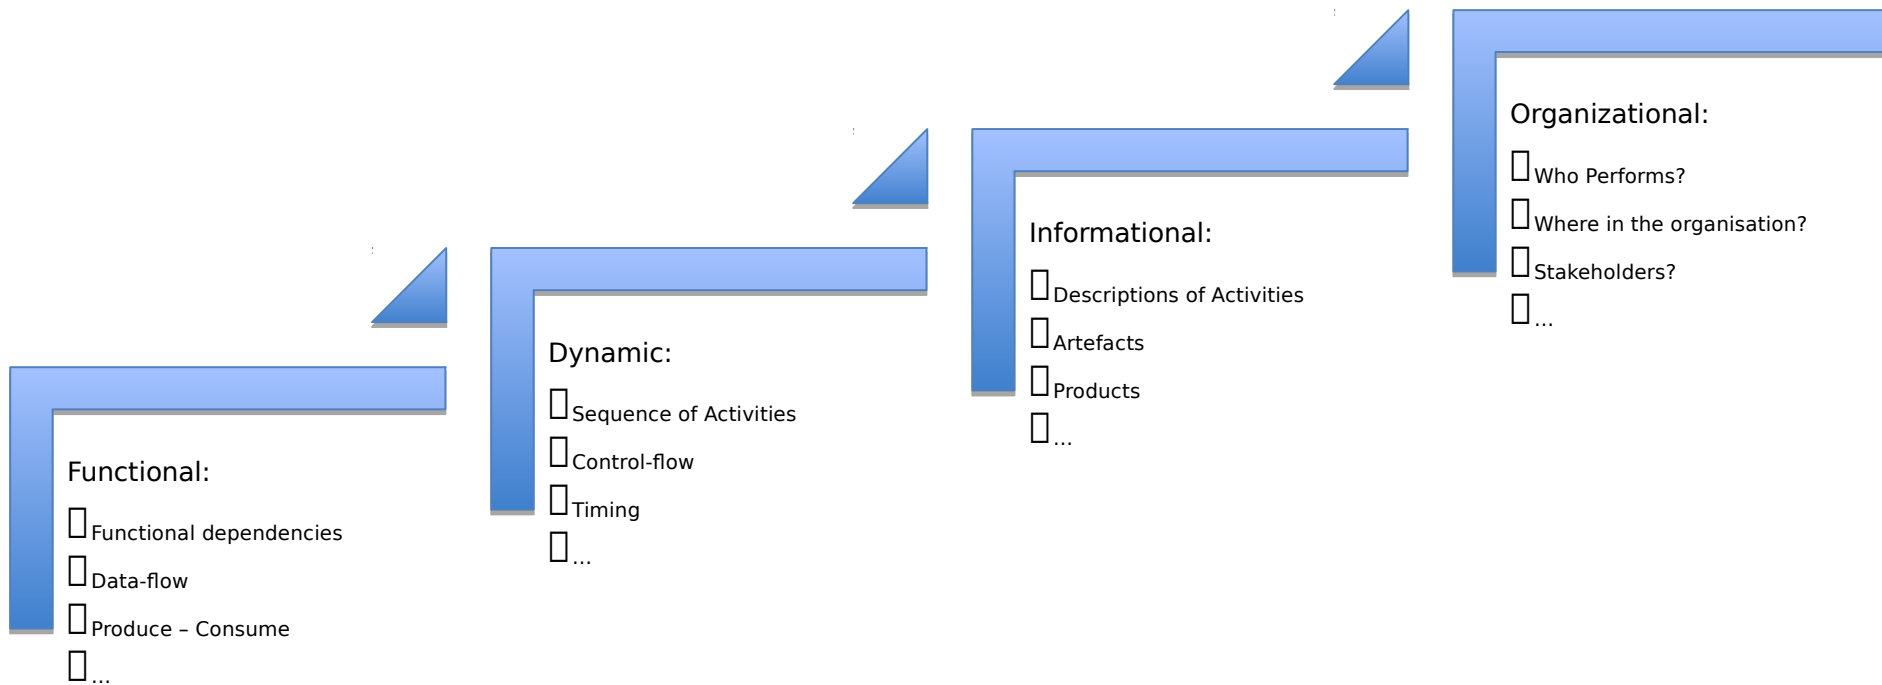 Functional:
Functional dependencies
Data-flow
Produce – Consume
...
Dynamic:
Sequence of Activities
Control-flow
Timing
...
Informational:
Descriptions of Activities
Artefacts
Products
...
Organizational:
Who Performs?
Where in the organisation?
Stakeholders?
...